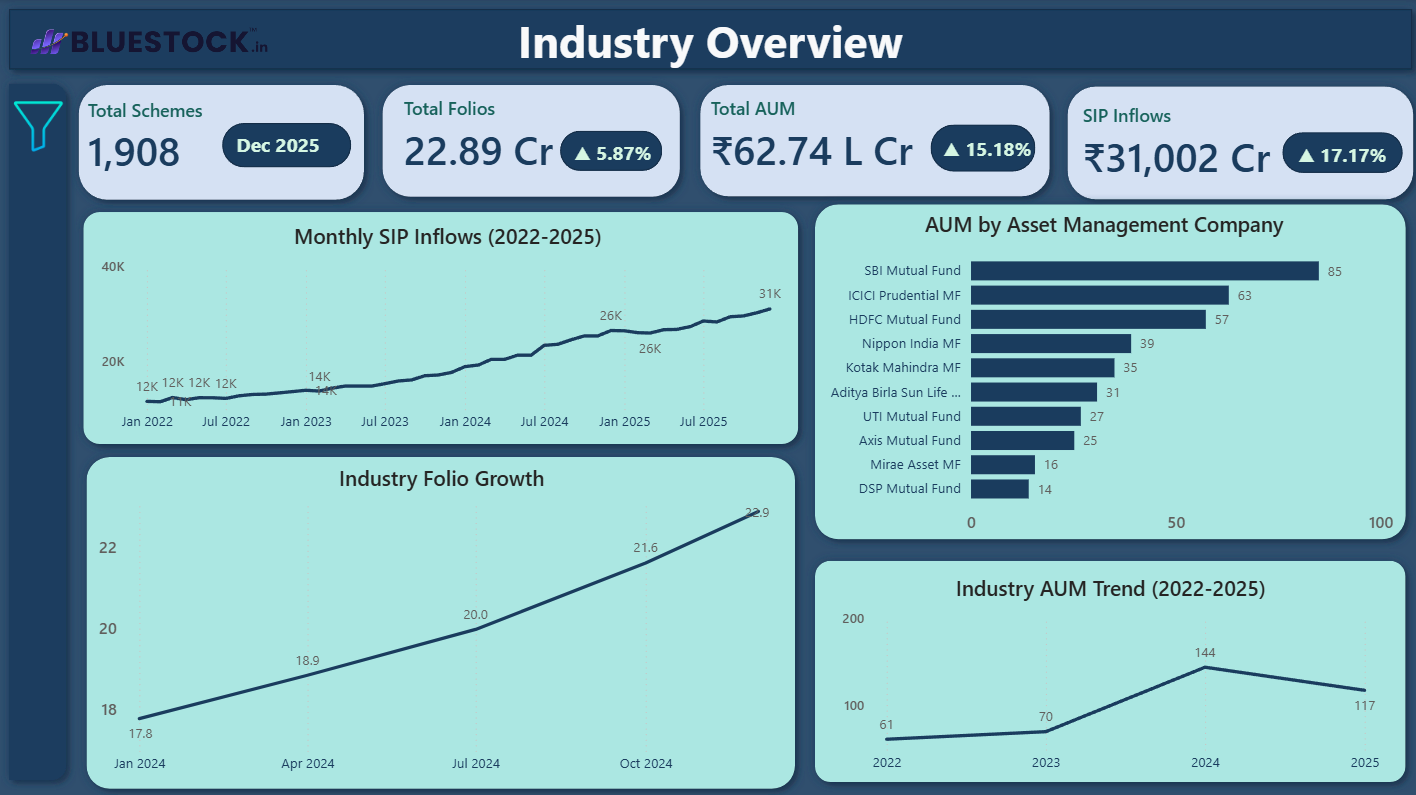 BLUESTOCK.in
TM
Industry Overview
Total Schemes
1,908
Dec 2025
Total Folios
22.89 Cr
▲ 5.87%
Total AUM
₹62.74 L Cr
▲ 15.18%
SIP Inflows
₹31,002 Cr
▲ 17.17%
Monthly SIP Inflows (2022-2025)
40K
20K
12K
11K
12K
12K
12K
14K
14K
26K
26K
31K
Jan 2022
Jul 2022
Jan 2023
Jul 2023
Jan 2024
Jul 2024
Jan 2025
Jul 2025
AUM by Asset Management Company
SBI Mutual Fund 85
ICICI Prudential MF 63
HDFC Mutual Fund 57
Nippon India MF 39
Kotak Mahindra MF 35
Aditya Birla Sun Life ... 31
UTI Mutual Fund 27
Axis Mutual Fund 25
Mirae Asset MF 16
DSP Mutual Fund 14
0
50
100
Industry Folio Growth
22
20
18
17.8
18.9
20.0
21.6
22.9
Jan 2024
Apr 2024
Jul 2024
Oct 2024
Industry AUM Trend (2022-2025)
200
100
61
70
144
117
2022
2023
2024
2025